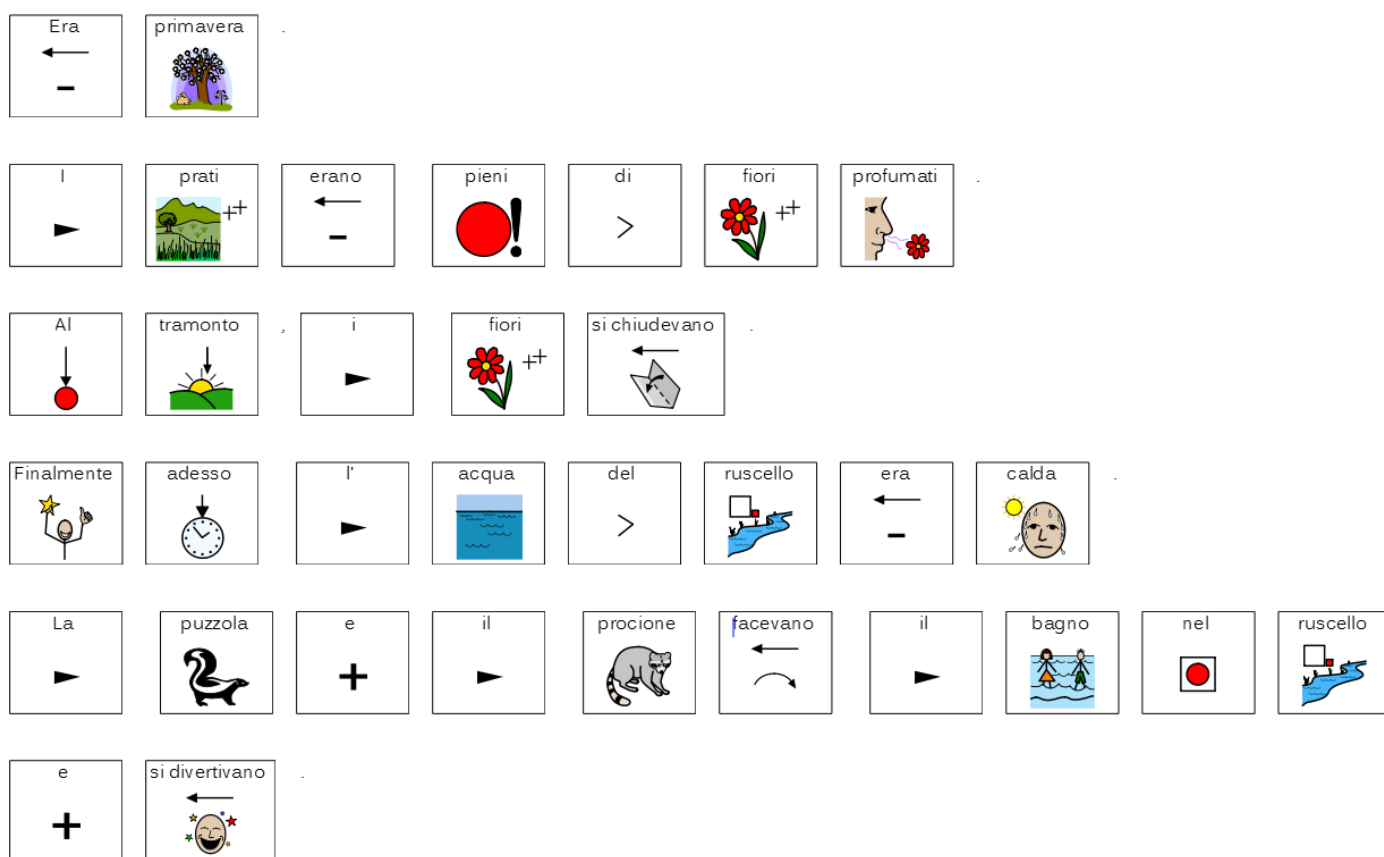 Era primavera .
I prati erano pieni di fiori profumati .
Al tramonto , i fiori si chiudevano .
Finalmente adesso l' acqua del ruscello era calda .
La puzzola e il procione facevano il bagno nel ruscello
e si divertivano .